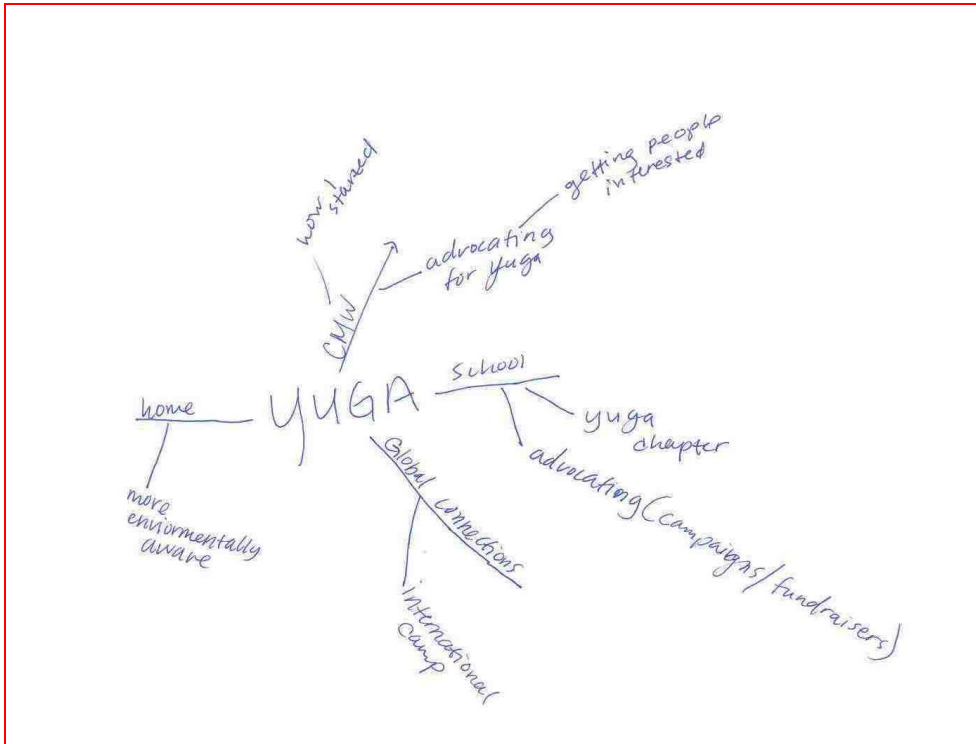 how I
started
getting people
interested
advocating
for yuga
CMW
School
home
YUGA
yuga
chapter
Global connections
advocating (campaigns/fundraisers)
more
enviormentally
aware
international
camp